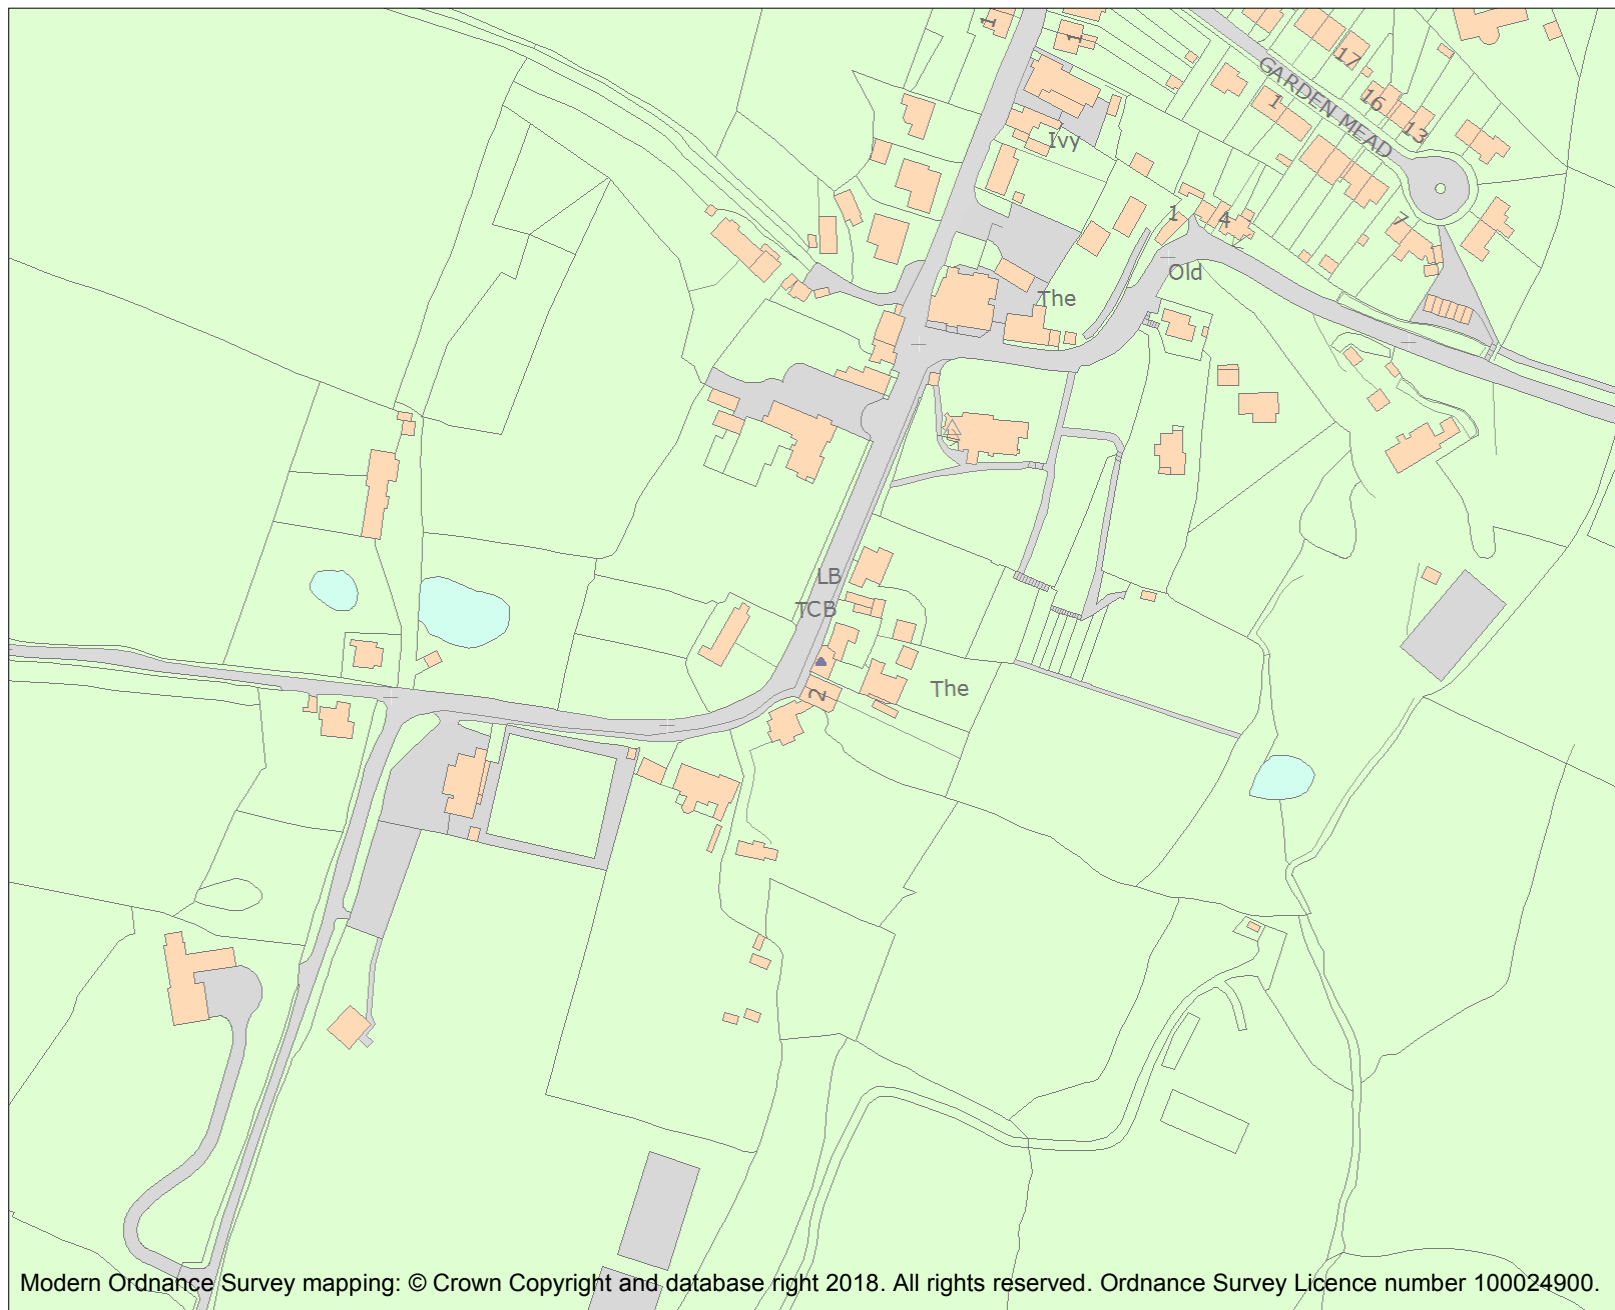 1
1
GARDEN MEAD
17
16
13
1
Ivy
1
4
7
Old
The
LB
TCB
2
The
Modern Ordnance Survey mapping: © Crown Copyright and database right 2018. All rights reserved. Ordnance Survey Licence number 100024900.